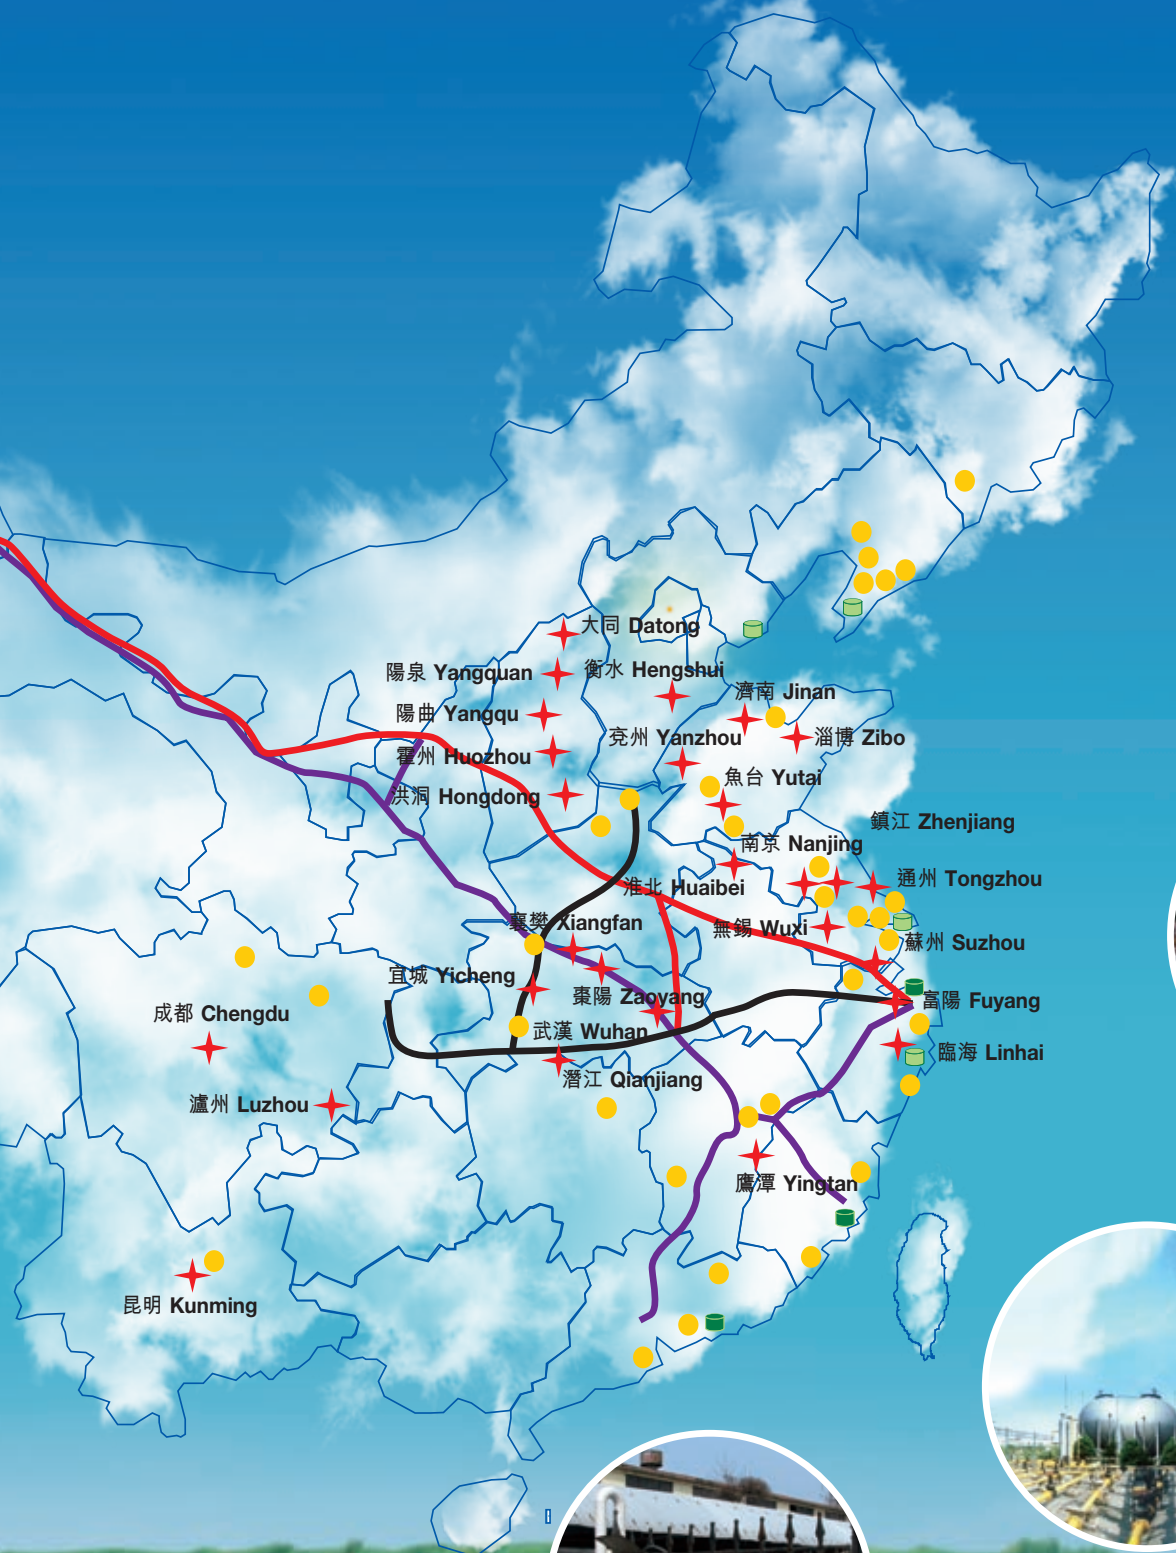 大同 Datong
陽泉 Yangquan
衡水 Hengshui
濟南 Jinan
陽曲 Yangqu
兗州 Yanzhou
淄博 Zibo
霍州 Huozhou
魚台 Yutai
洪洞 Hongdong
鎮江 Zhenjiang
南京 Nanjing
通州 Tongzhou
淮北 Huaibei
襄樊 Xiangfan
無錫 Wuxi
蘇州 Suzhou
宜城 Yicheng
棗陽 Zaoyang
富陽 Fuyang
成都 Chengdu
武漢 Wuhan
臨海 Linhai
潛江 Qianjiang
瀘州 Luzhou
鷹潭 Yingtan
昆明 Kunming